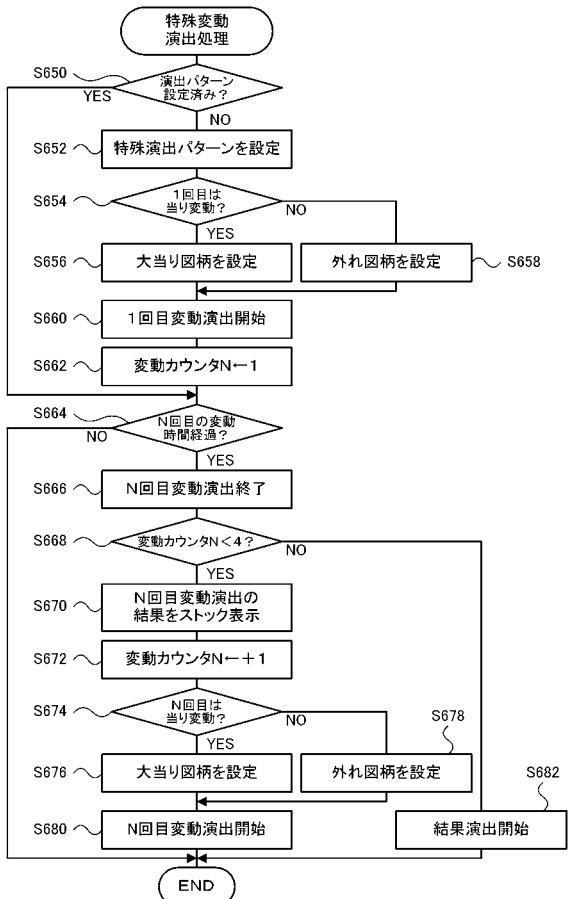 特殊変動
演出処理
S650
演出パターン
設定済み？
YES
NO
S652
特殊演出パターンを設定
S654
1回目は
当り変動？
NO
YES
S656
大当り図柄を設定
外れ図柄を設定
S658
S660
1回目変動演出開始
S662
変動カウンタN←1
S664
N回目の変動
時間経過？
NO
YES
S666
N回目変動演出終了
S668
変動カウンタN＜4？
NO
YES
S670
N回目変動演出の
結果をストック表示
S672
変動カウンタN←＋1
S674
N回目は
当り変動？
NO
YES
S678
S676
大当り図柄を設定
外れ図柄を設定
S682
S680
N回目変動演出開始
結果演出開始
END